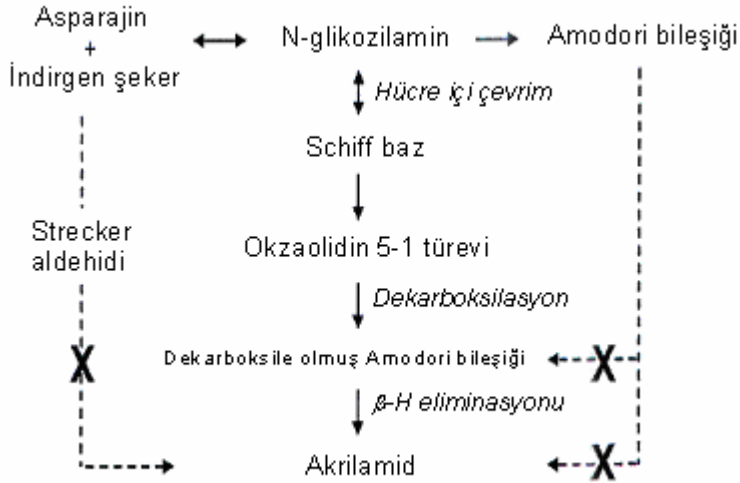 Asparajin
+
İndirgen şeker
N-glikozilamin
Amodori bileşiği
Hücre içi çevrim
Schiff baz
Strecker
aldehidi
Okzaolidin 5-1 türevi
Dekarboksilasyon
X
Dekarboksile olmuş Amodori bileşiği
X
β-H eliminasyonu
Akrilamid
X